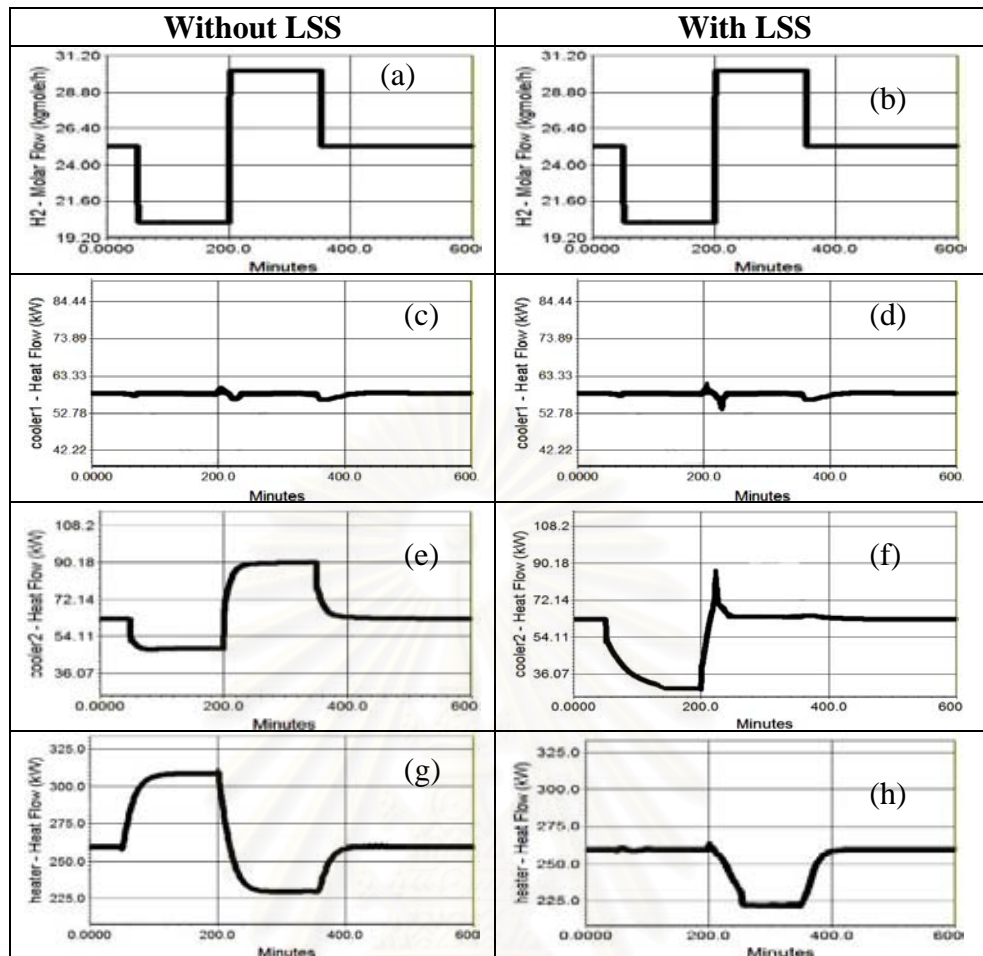 Without LSS
With LSS
31.20
28.80
26.40
24.00
21.60
19.20
H2 - Molar Flow (kgmole/h)
(a)
0.0000 200.0 400.0 600
Minutes
31.20
28.80
26.40
24.00
21.60
19.20
H2 - Molar Flow (kgmole/h)
(b)
0.0000 200.0 400.0 600
Minutes
84.44
73.89
63.33
52.78
42.22
cooler1 - Heat Flow (kW)
(c)
0.0000 200.0 400.0 600.
Minutes
84.44
73.89
63.33
52.78
42.22
cooler1 - Heat Flow (kW)
(d)
0.0000 200.0 400.0 600.
Minutes
108.2
90.18
72.14
54.11
36.07
cooler2 - Heat Flow (kW)
(e)
0.0000 200.0 400.0 600
Minutes
108.2
90.18
72.14
54.11
36.07
cooler2 - Heat Flow (kW)
(f)
0.0000 200.0 400.0 600
Minutes
325.0
300.0
275.0
250.0
225.0
heater - Heat Flow (kW)
(g)
0.0000 200.0 400.0 600
Minutes
325.0
300.0
275.0
250.0
225.0
heater - Heat Flow (kW)
(h)
0.0000 200.0 400.0 600
Minutes